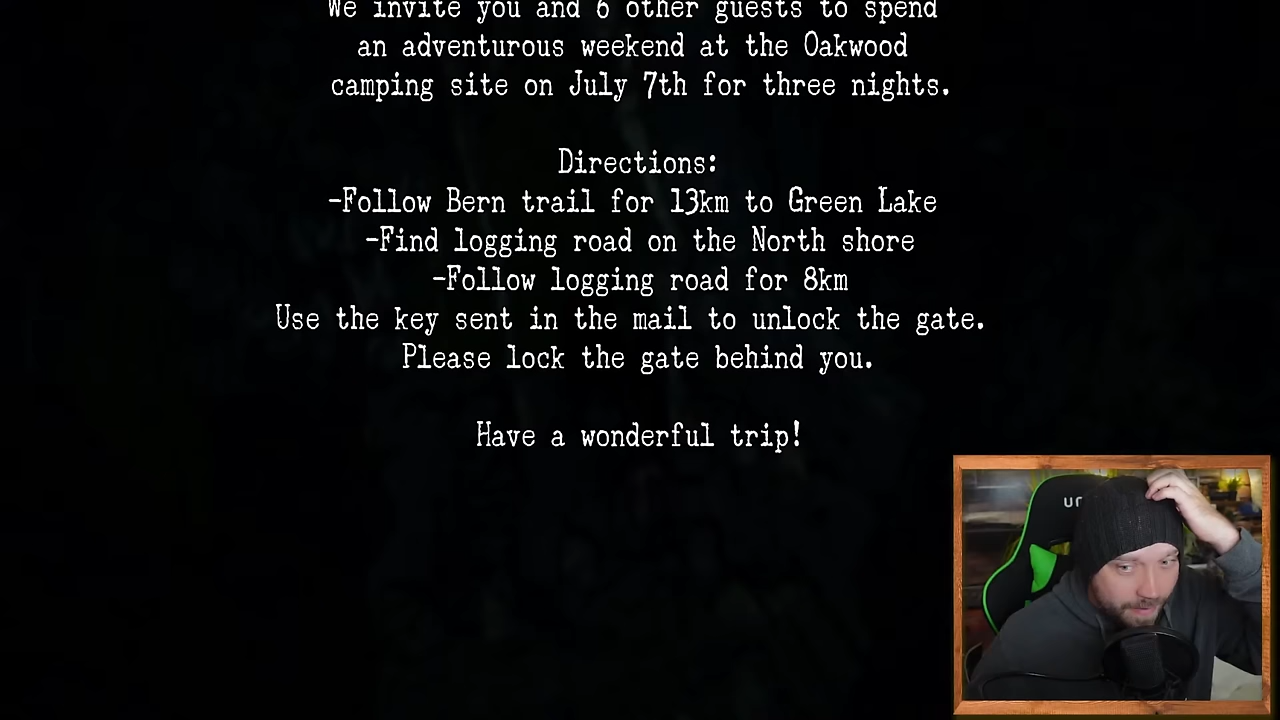 We invite you and 6 other guests to spend
an adventurous weekend at the Oakwood
camping site on July 7th for three nights.
Directions:
-Follow Bern trail for 13km to Green Lake
-Find logging road on the North shore
-Follow logging road for 8km
Use the key sent in the mail to unlock the gate.
Please lock the gate behind you.
Have a wonderful trip!